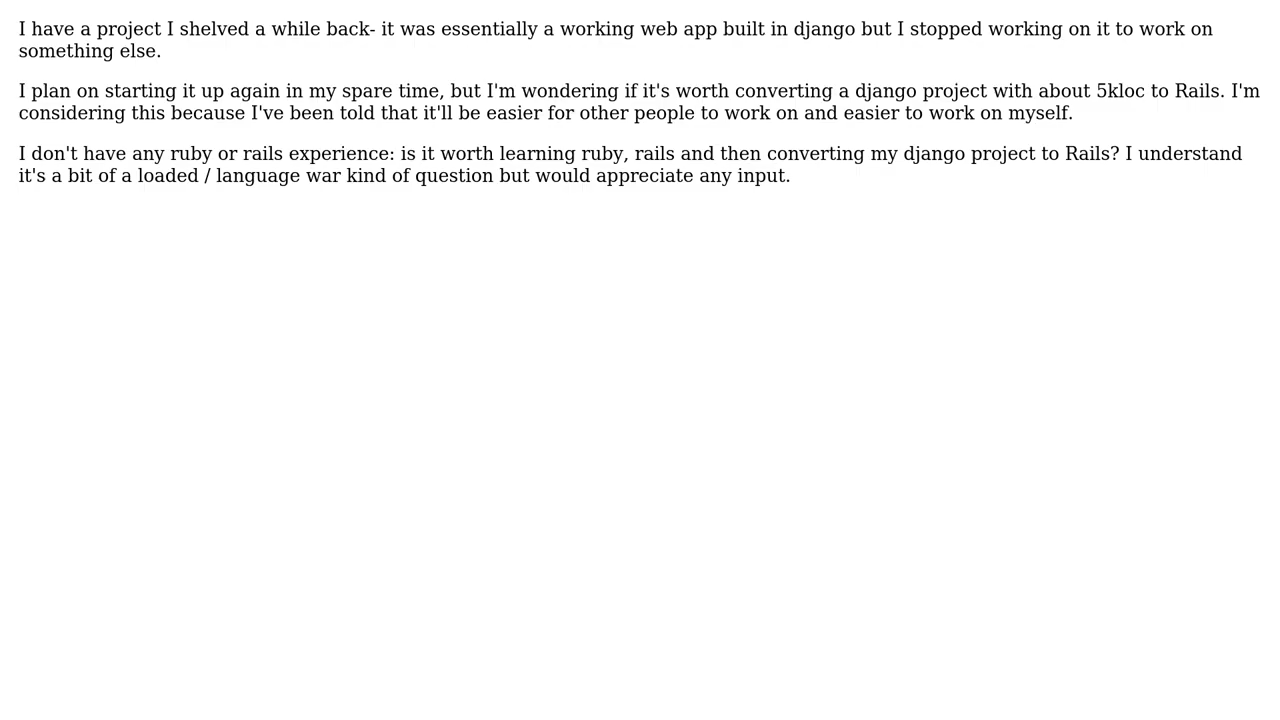 I have a project I shelved a while back- it was essentially a working web app built in django but I stopped working on it to work on
something else.
I plan on starting it up again in my spare time, but I'm wondering if it's worth converting a django project with about 5kloc to Rails. I'm
considering this because I've been told that it'll be easier for other people to work on and easier to work on myself.
I don't have any ruby or rails experience: is it worth learning ruby, rails and then converting my django project to Rails? I understand
it's a bit of a loaded / language war kind of question but would appreciate any input.